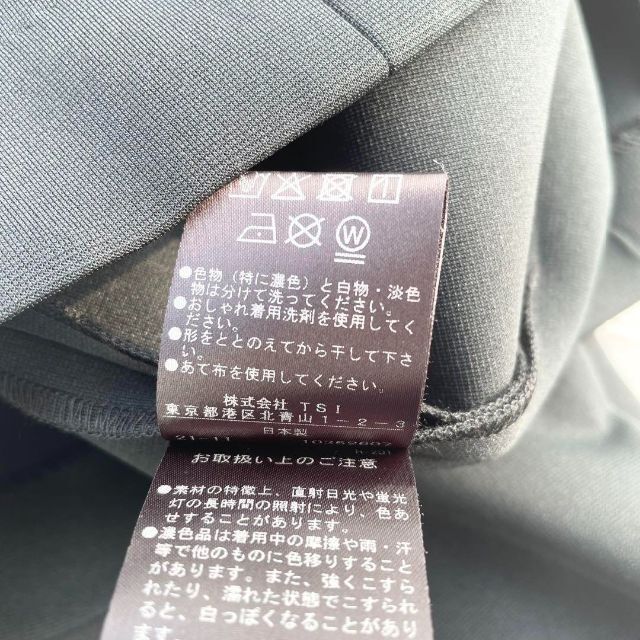 W
●色物（特に濃色）と白物・淡色
物は分けて洗ってください。
●おしゃれ着用洗剤を使用してく
ださい。
●形をととのえてから干して下さ
い。
●あて布を使用してください。
株式会社 TSI
東京都港区北青山1-2-3
日本製
お取扱い上のご注意
●素材の特徴上、直射日光や蛍光
灯の長時間の照射により、色あ
せすることがあります。
●濃色品は着用中の摩擦や雨・汗
等で他のものに色移りすること
があります。また、強くこすら
れたり、濡れた状態でこすられ
ると、白っぽくなることがあり
ます。